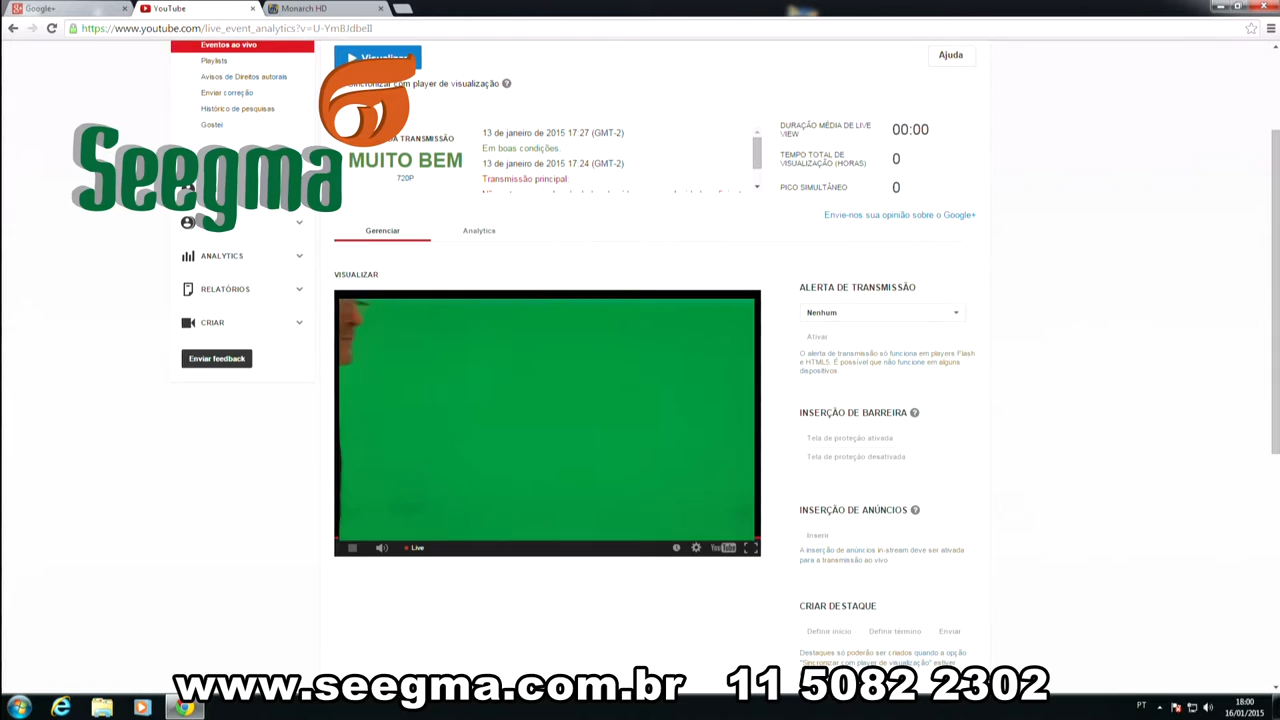 Google+
YouTube
Monarch HD
https://www.youtube.com/live_event_analytics?v=U-YmBJdbeII
Eventos ao vivo
Playlists
Avisos de Direitos autorais
Enviar correção
Histórico de pesquisas
Gostei
ANALYTICS
RELATÓRIOS
CRIAR
Enviar feedback
Seegma
Visualizar
Ajuda
Sincronizar com player de visualização
DA TRANSMISSÃO
MUITO BEM
720P
13 de janeiro de 2015 17:27 (GMT-2)
Em boas condições.
13 de janeiro de 2015 17:24 (GMT-2)
Transmissão principal:
DURAÇÃO MÉDIA DE LIVE
VIEW
00:00
TEMPO TOTAL DE
VISUALIZAÇÃO (HORAS)
0
PICO SIMULTÂNEO
0
Envie-nos sua opinião sobre o Google+
Gerenciar
Analytics
VISUALIZAR
Live
YouTube
ALERTA DE TRANSMISSÃO
Nenhum
Ativar
O alerta de transmissão só funciona em players Flash
e HTML5. É possível que não funcione em alguns
dispositivos
INSERÇÃO DE BARREIRA
Tela de proteção ativada
Tela de proteção desativada
INSERÇÃO DE ANÚNCIOS
Inserir
A inserção de anúncios in-stream deve ser ativada
para a transmissão ao vivo
CRIAR DESTAQUE
Definir início
Definir término
Enviar
Destaques só poderão ser criados quando a opção
"Sincronizar com player de visualização" estiver
www.seegma.com.br 11 5082 2302
PT
18:00
16/01/2015